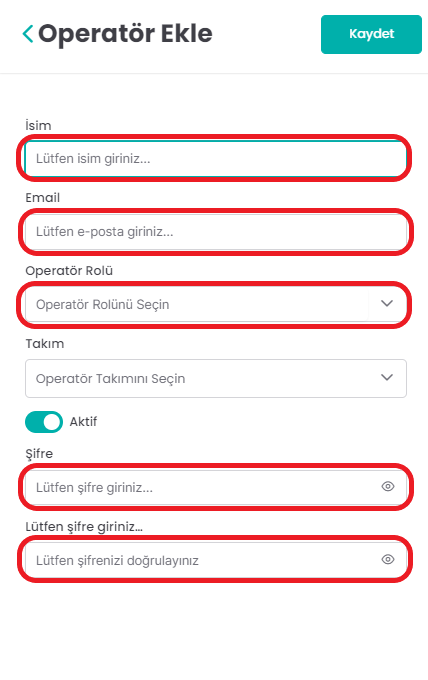 Operatör Ekle
Kaydet
İsim
Lütfen isim giriniz...
Email
Lütfen e-posta giriniz...
Operatör Rolü
Operatör Rolünü Seçin
Takım
Operatör Takımını Seçin
Aktif
Şifre
Lütfen şifre giriniz...
Lütfen şifre giriniz...
Lütfen şifrenizi doğrulayınız